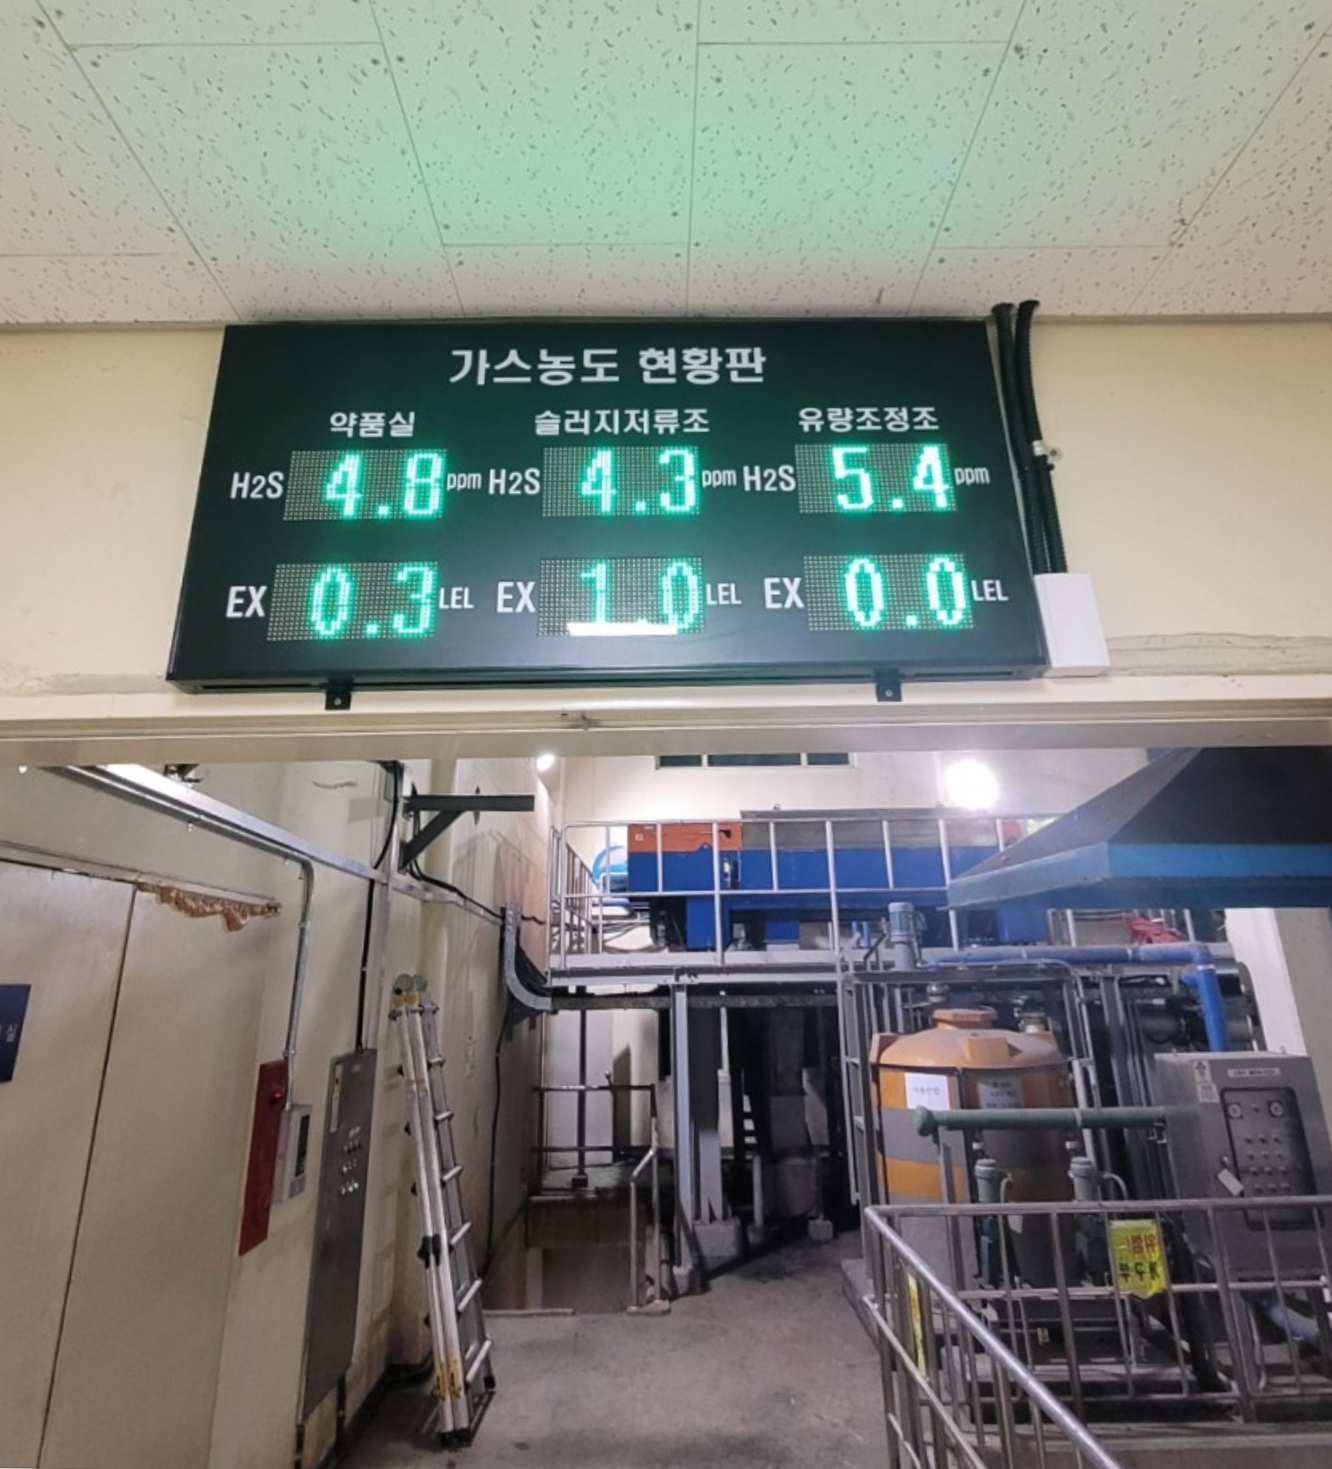 가스농도 현황판
약품실 슬러지저류조 유량조정조
H2S 4.8 ppm H2S 4.3 ppm H2S 5.4 ppm
EX 0.3 LEL EX 1.0 LEL EX 0.0 LEL